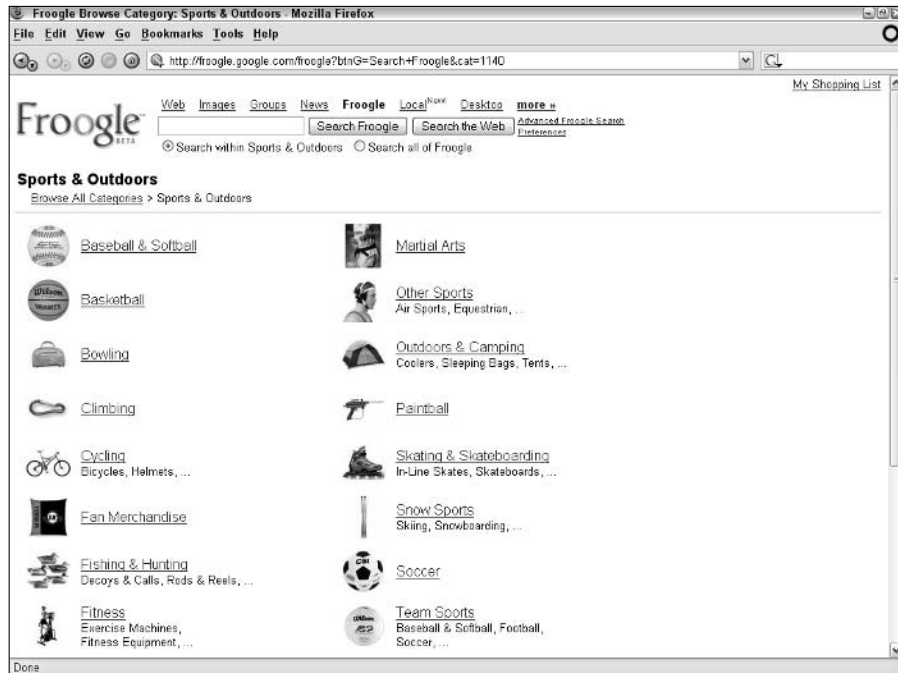 Froogle Browse Category: Sports & Outdoors - Mozilla Firefox
File Edit View Go Bookmarks Tools Help
http://froogle.google.com/froogle?btnG=Search+Froogle&cat=1140
My Shopping List
Web Images Groups News Froogle Local New! Desktop more »
Froogle BETA
Search Froogle Search the Web Advanced Froogle Search
Preferences
Search within Sports & Outdoors Search all of Froogle
Sports & Outdoors
Browse All Categories > Sports & Outdoors
Baseball & Softball
Martial Arts
Wilson
Basketball
Other Sports
Air Sports, Equestrian, ...
Bowling
Outdoors & Camping
Coolers, Sleeping Bags, Tents, ...
Climbing
Paintball
Cycling
Bicycles, Helmets, ...
Skating & Skateboarding
In-Line Skates, Skateboards, ...
Fan Merchandise
Snow Sports
Skiing, Snowboarding, ...
Fishing & Hunting
Decoys & Calls, Rods & Reels, ...
Soccer
Fitness
Exercise Machines,
Fitness Equipment, ...
Team Sports
Baseball & Softball, Football,
Soccer, ...
Done